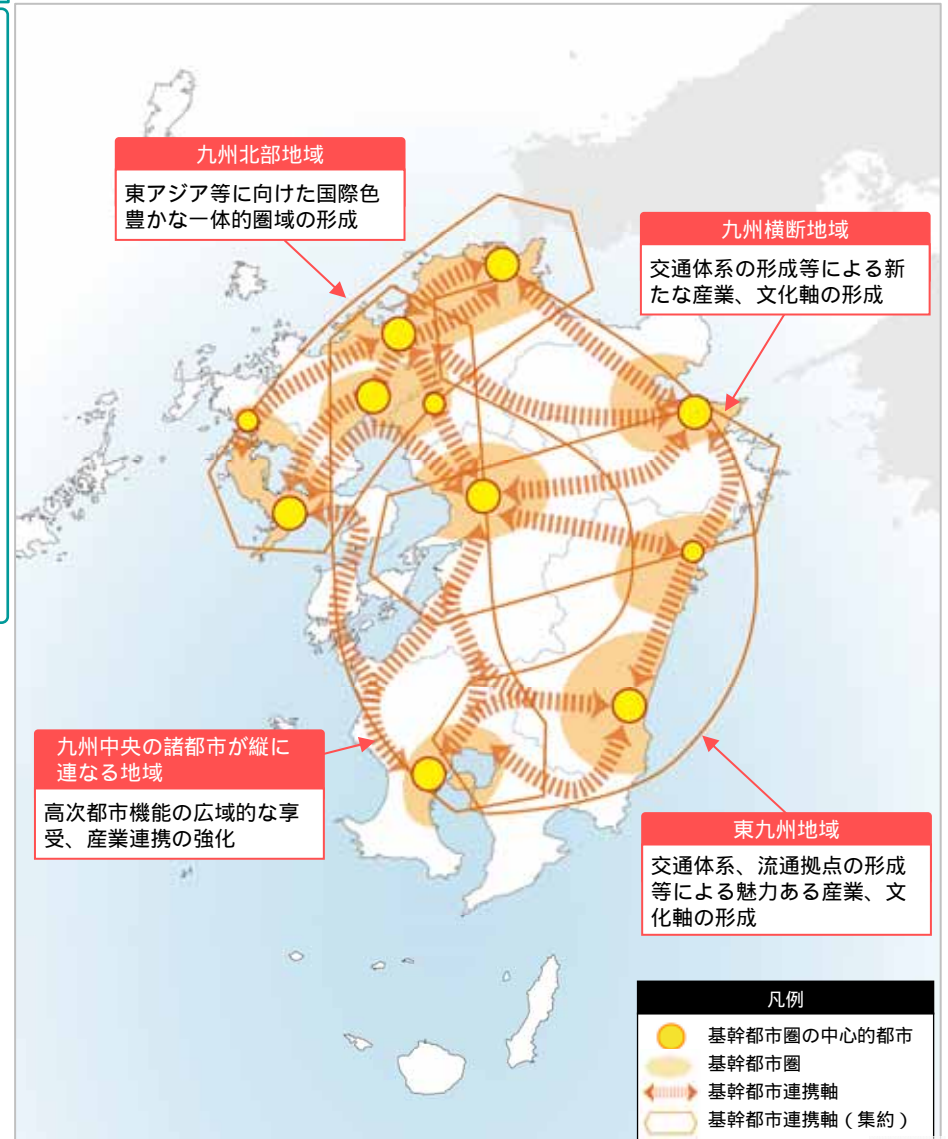 九州北部地域
東アジア等に向けた国際色
豊かな一体的圏域の形成
九州横断地域
交通体系の形成等による新
たな産業、文化軸の形成
九州中央の諸都市が縦に
連なる地域
高次都市機能の広域的な享
受、産業連携の強化
東九州地域
交通体系、流通拠点の形成
等による魅力ある産業、文
化軸の形成
凡例
基幹都市圏の中心的都市
基幹都市圏
基幹都市連携軸
基幹都市連携軸(集約)